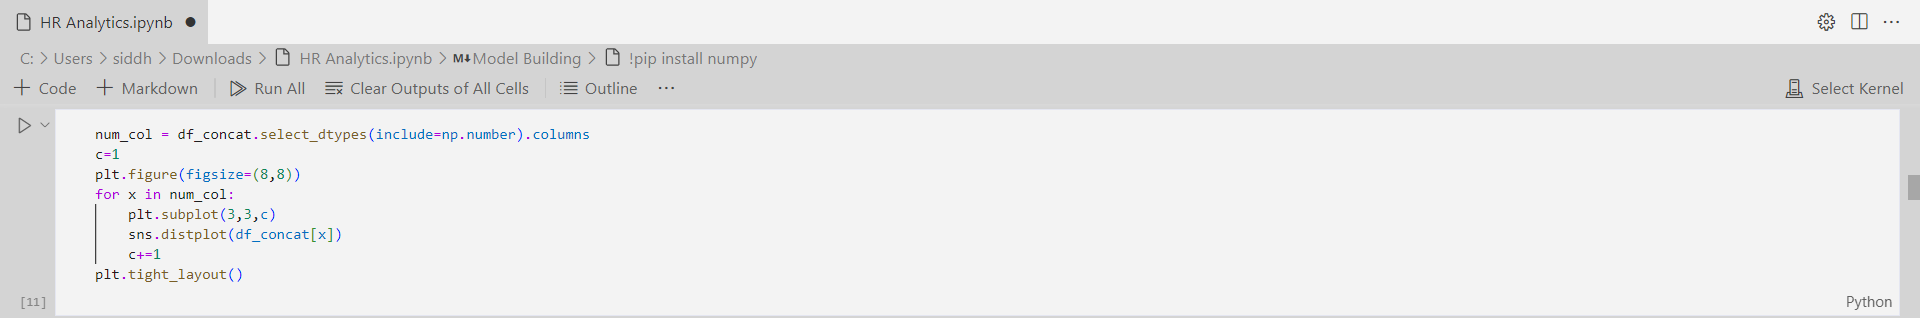 HR Analytics.ipynb
C: > Users > siddh > Downloads > HR Analytics.ipynb > M↓Model Building > !pip install numpy
+ Code + Markdown Run All Clear Outputs of All Cells Outline ··· Select Kernel
num_col = df_concat.select_dtypes(include=np.number).columns
c=1
plt.figure(figsize=(8,8))
for x in num_col:
    plt.subplot(3,3,c)
    sns.distplot(df_concat[x])
    c+=1
plt.tight_layout()
[11] Python